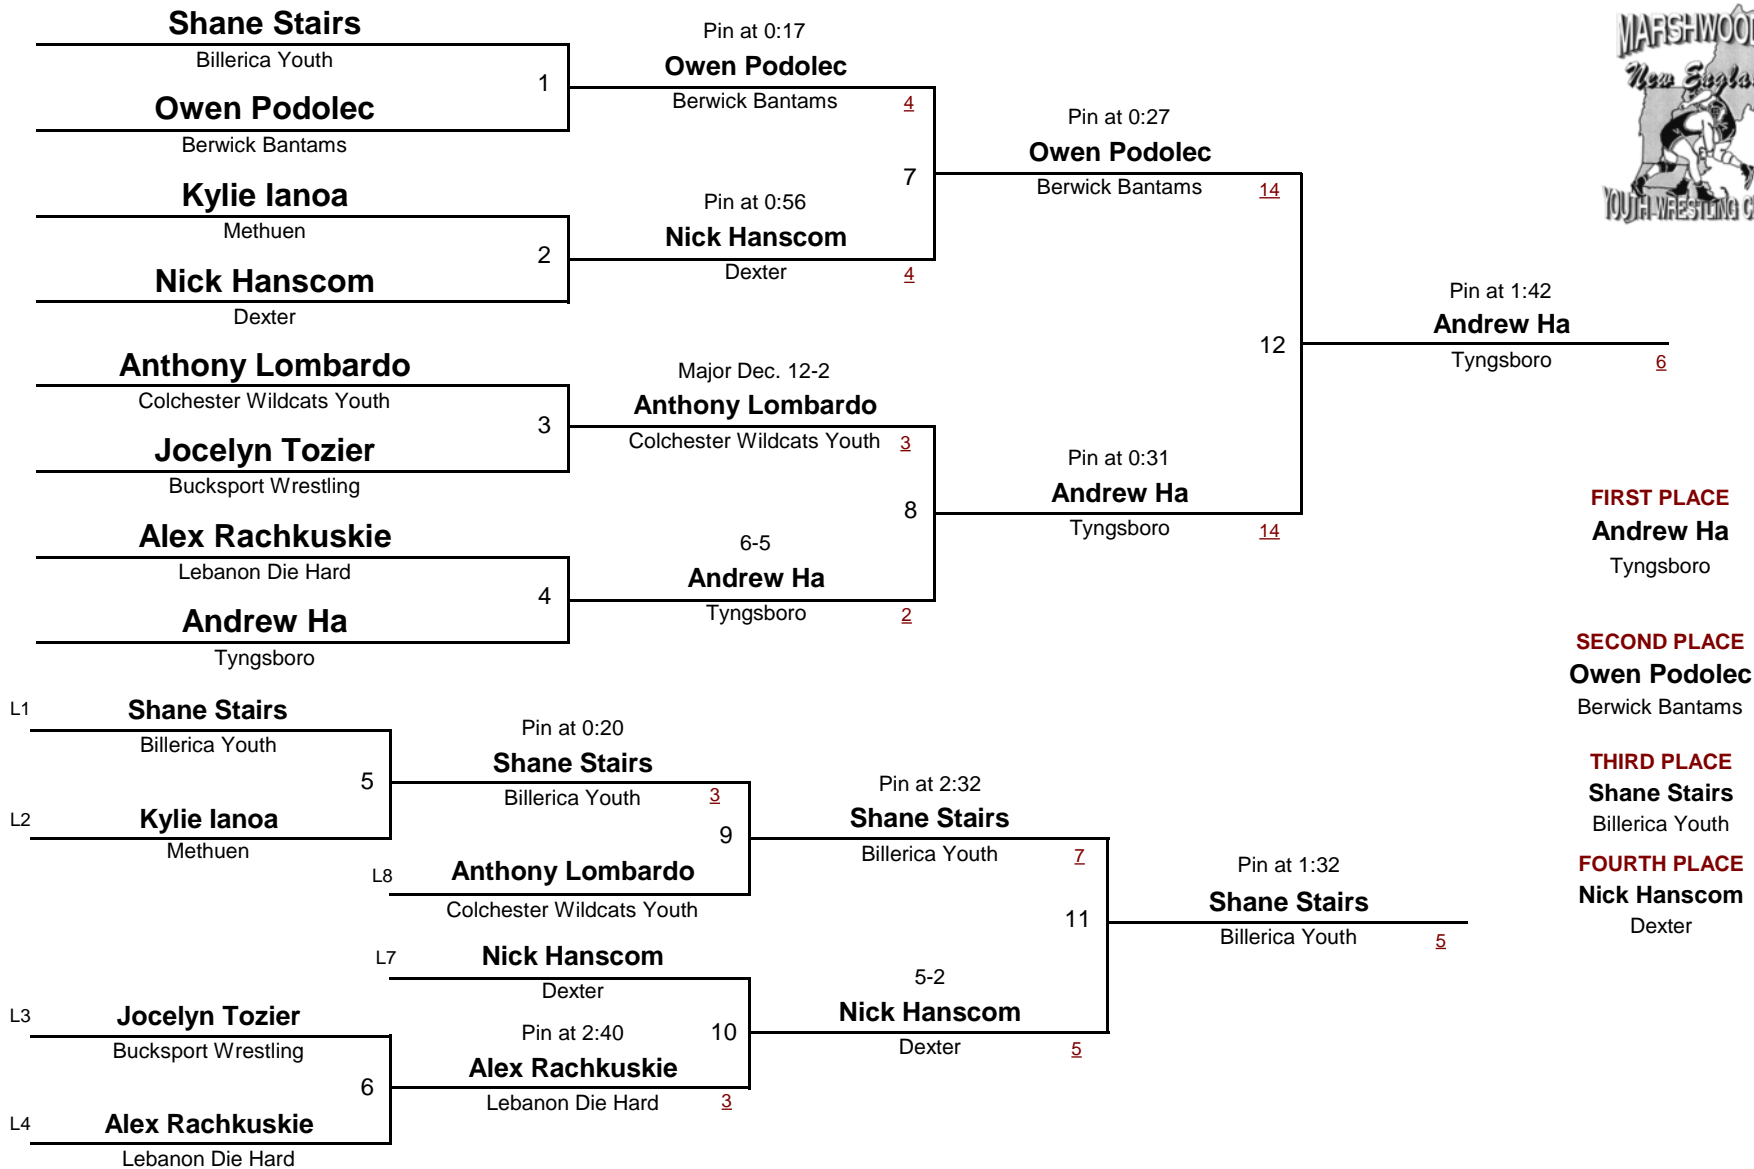 Shane Stairs
Billerica Youth
1
Owen Podolec
Berwick Bantams
Kylie Ianoa
Methuen
2
Nick Hanscom
Dexter
Anthony Lombardo
Colchester Wildcats Youth
3
Jocelyn Tozier
Bucksport Wrestling
Alex Rachkuskie
Lebanon Die Hard
4
Andrew Ha
Tyngsboro
Pin at 0:17
Owen Podolec
Berwick Bantams 4
7
Pin at 0:56
Nick Hanscom
Dexter 4
Major Dec. 12-2
Anthony Lombardo
Colchester Wildcats Youth 3
8
6-5
Andrew Ha
Tyngsboro 2
Pin at 0:27
Owen Podolec
Berwick Bantams 14
12
Pin at 0:31
Andrew Ha
Tyngsboro 14
Pin at 1:42
Andrew Ha
Tyngsboro 6
MARSHWOOD
New England
YOUTH WRESTLING
FIRST PLACE
Andrew Ha
Tyngsboro
SECOND PLACE
Owen Podolec
Berwick Bantams
THIRD PLACE
Shane Stairs
Billerica Youth
FOURTH PLACE
Nick Hanscom
Dexter
L1 Shane Stairs
Billerica Youth
5
L2 Kylie Ianoa
Methuen
Pin at 0:20
Shane Stairs
Billerica Youth 3
9
L8 Anthony Lombardo
Colchester Wildcats Youth
L7 Nick Hanscom
Dexter
10
L3 Jocelyn Tozier
Bucksport Wrestling
6
L4 Alex Rachkuskie
Lebanon Die Hard
Pin at 2:40
Alex Rachkuskie
Lebanon Die Hard 3
Pin at 2:32
Shane Stairs
Billerica Youth 7
11
5-2
Nick Hanscom
Dexter 5
Pin at 1:32
Shane Stairs
Billerica Youth 5